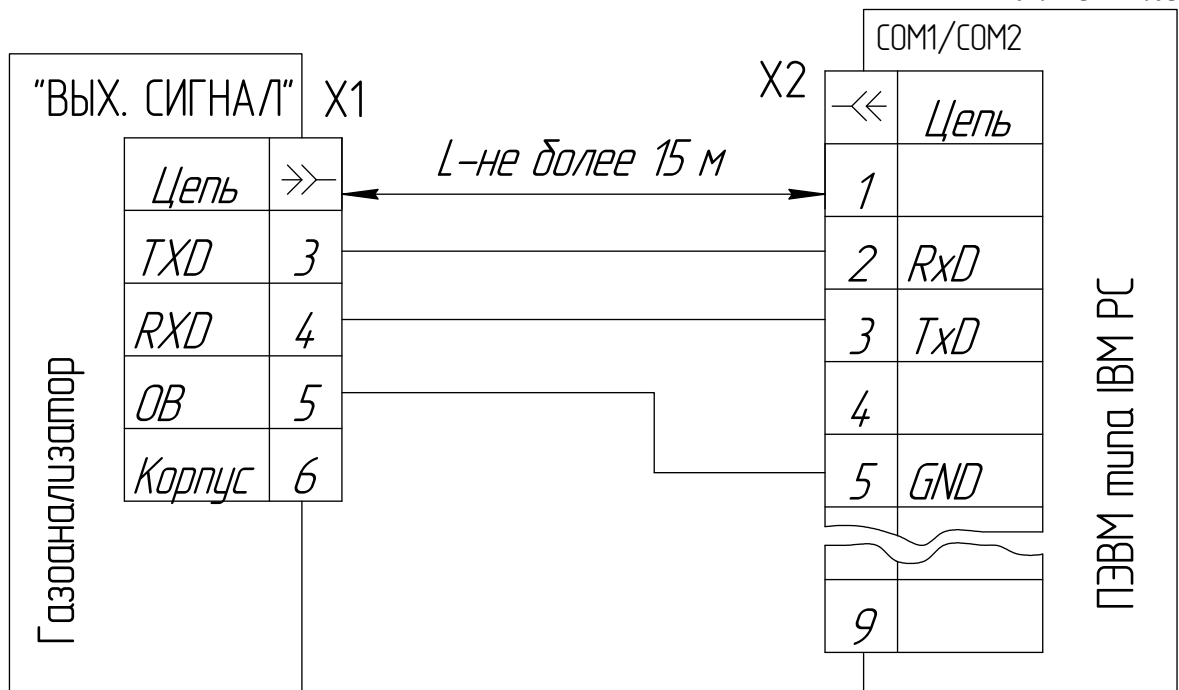 "ВЫХ. СИГНАЛ" X1
Цепь
TXD 3
RXD 4
ОВ 5
Корпус 6
Газоанализатор
L-не более 15 м
COM1/COM2
X2
Цепь
1
2 RxD
3 TxD
4
5 GND
9
ПЭВМ типа IBM PC